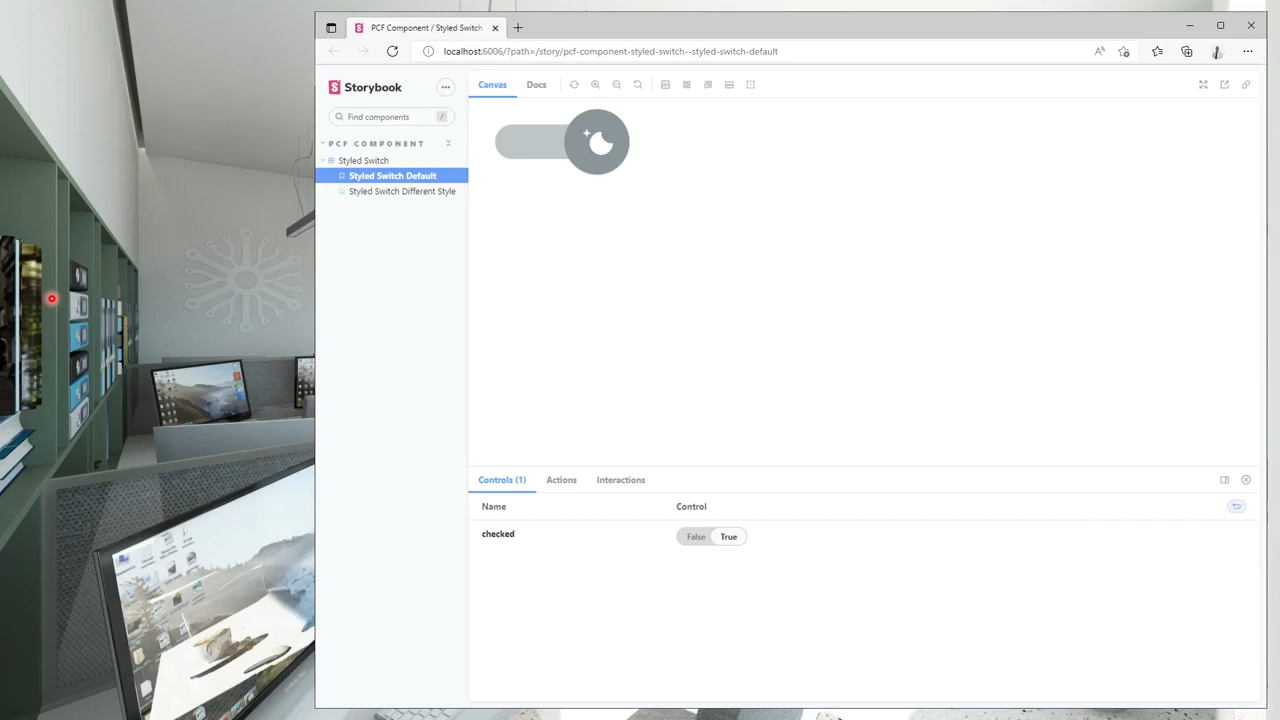 PCF Component / Styled Switch
localhost:6006/?path=/story/pcf-component-styled-switch--styled-switch-default
Storybook
Canvas
Docs
Find components
/
PCF COMPONENT
Styled Switch
Styled Switch Default
Styled Switch Different Style
Controls (1)
Actions
Interactions
Name
Control
checked
False
True